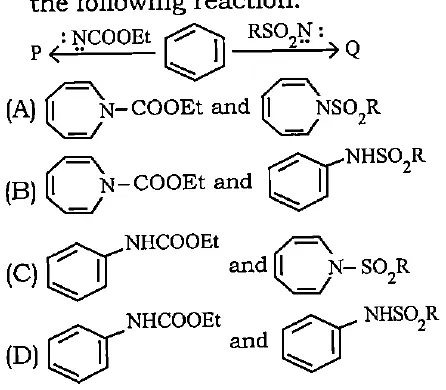 the following reaction.
P :NCOOEt RSO2N: Q
(A) N-COOEt and NSO2R
(B) N-COOEt and NHSO2R
(C) NHCOOEt and N-SO2R
(D) NHCOOEt and NHSO2R